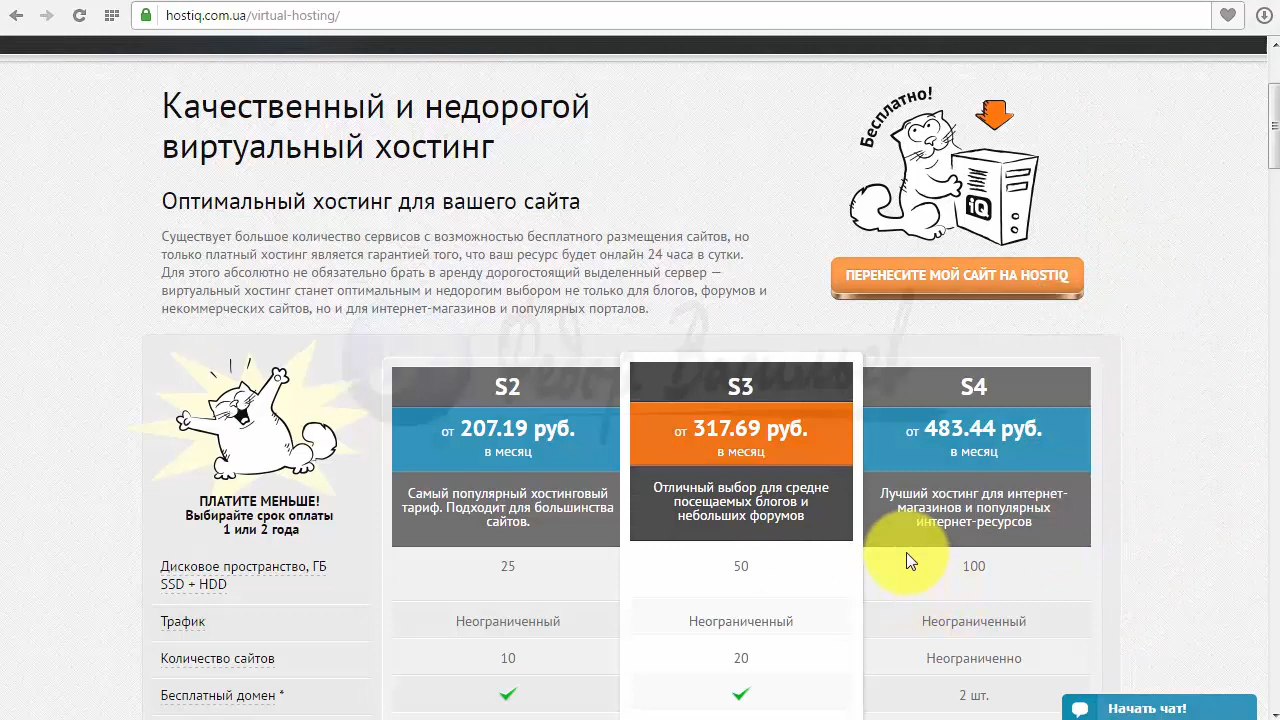 hostiq.com.ua/virtual-hosting/
Качественный и недорогой
виртуальный хостинг
Бесплатно!
iQ
Оптимальный хостинг для вашего сайта
Существует большое количество сервисов с возможностью бесплатного размещения сайтов, но
только платный хостинг является гарантией того, что ваш ресурс будет онлайн 24 часа в сутки.
Для этого абсолютно не обязательно брать в аренду дорогостоящий выделенный сервер —
виртуальный хостинг станет оптимальным и недорогим выбором не только для блогов, форумов и
некоммерческих сайтов, но и для интернет-магазинов и популярных порталов.
ПЕРЕНЕСИТЕ МОЙ САЙТ НА HOSTIQ
Федор Васильев
ПЛАТИТЕ МЕНЬШЕ!
Выбирайте срок оплаты
1 или 2 года
S2
S3
S4
от 207.19 руб.
в месяц
от 317.69 руб.
в месяц
от 483.44 руб.
в месяц
Самый популярный хостинговый
тариф. Подходит для большинства
сайтов.
Отличный выбор для средне
посещаемых блогов и
небольших форумов
Лучший хостинг для интернет-
магазинов и популярных
интернет-ресурсов
Дисковое пространство, ГБ
SSD + HDD
25
50
100
Трафик
Неограниченный
Неограниченный
Неограниченный
Количество сайтов
10
20
Неограниченно
Бесплатный домен *
2 шт.
Начать чат!